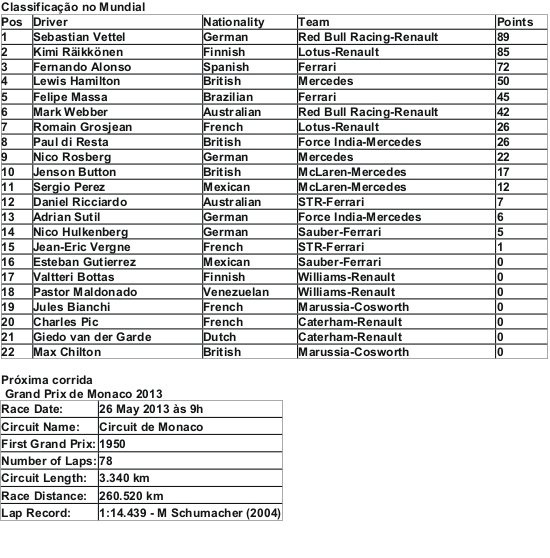 Classificação no Mundial
Pos Driver Nationality Team Points
1 Sebastian Vettel German Red Bull Racing-Renault 89
2 Kimi Räikkönen Finnish Lotus-Renault 85
3 Fernando Alonso Spanish Ferrari 72
4 Lewis Hamilton British Mercedes 50
5 Felipe Massa Brazilian Ferrari 45
6 Mark Webber Australian Red Bull Racing-Renault 42
7 Romain Grosjean French Lotus-Renault 26
8 Paul di Resta British Force India-Mercedes 26
9 Nico Rosberg German Mercedes 22
10 Jenson Button British McLaren-Mercedes 17
11 Sergio Perez Mexican McLaren-Mercedes 12
12 Daniel Ricciardo Australian STR-Ferrari 7
13 Adrian Sutil German Force India-Mercedes 6
14 Nico Hulkenberg German Sauber-Ferrari 5
15 Jean-Eric Vergne French STR-Ferrari 1
16 Esteban Gutierrez Mexican Sauber-Ferrari 0
17 Valtteri Bottas Finnish Williams-Renault 0
18 Pastor Maldonado Venezuelan Williams-Renault 0
19 Jules Bianchi French Marussia-Cosworth 0
20 Charles Pic French Caterham-Renault 0
21 Giedo van der Garde Dutch Caterham-Renault 0
22 Max Chilton British Marussia-Cosworth 0
Próxima corrida
Grand Prix de Monaco 2013
Race Date: 26 May 2013 às 9h
Circuit Name: Circuit de Monaco
First Grand Prix: 1950
Number of Laps: 78
Circuit Length: 3.340 km
Race Distance: 260.520 km
Lap Record: 1:14.439 - M Schumacher (2004)